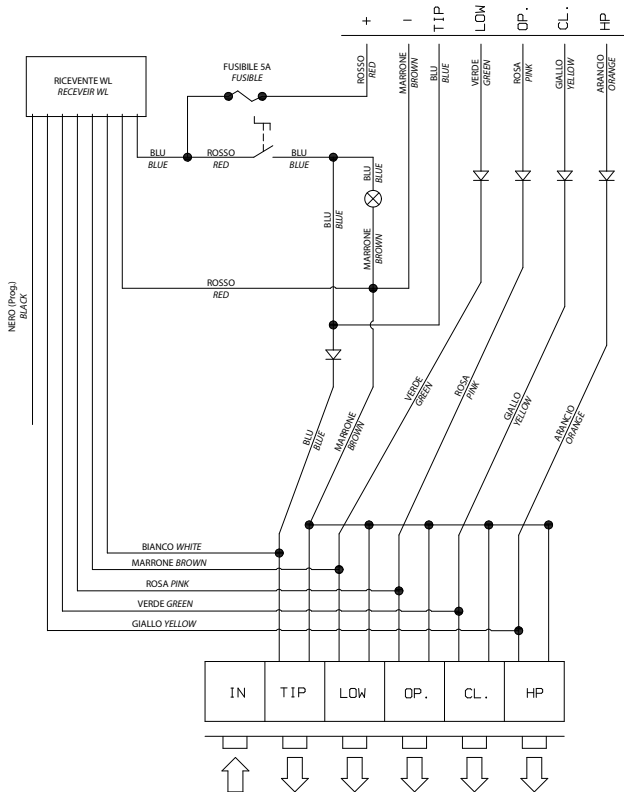 +
−
TIP
LOW
OP.
CL.
HP
RICEVENTE WL
RECEVEIR WL
FUSIBILE 5A
FUSIBLE
ROSSO
RED
MARRONE
BROWN
BLU
BLUE
VERDE
GREEN
ROSA
PINK
GIALLO
YELLOW
ARANCIO
ORANGE
BLU
BLUE
ROSSO
RED
BLU
BLUE
BLU
BLUE
BLU
BLUE
MARRONE
BROWN
ROSSO
RED
NERO (Prog.)
BLACK
VERDE
GREEN
ROSA
PINK
GIALLO
YELLOW
ARANCIO
ORANGE
BLU
BLUE
MARRONE
BROWN
BIANCO WHITE
MARRONE BROWN
ROSA PINK
VERDE GREEN
GIALLO YELLOW
IN
TIP
LOW
OP.
CL.
HP